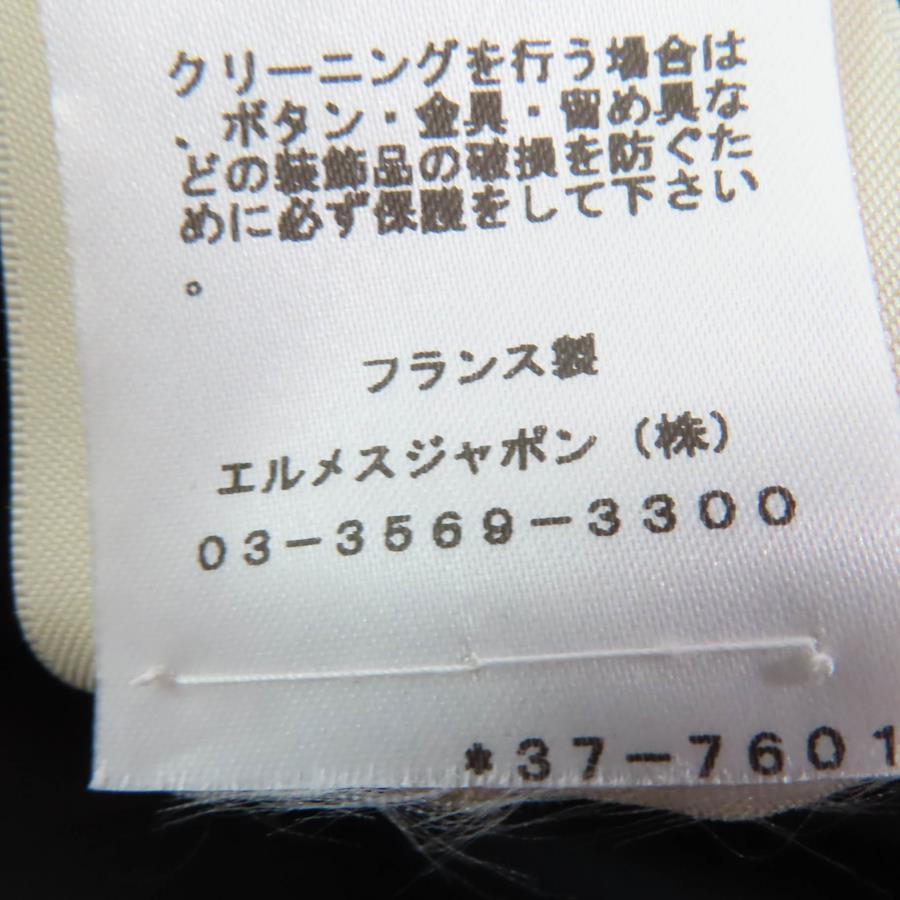 クリーニングを行う場合は
、ボタン・金具・留め具な
どの装飾品の破損を防ぐた
めに必ず保護をして下さい
。
フランス製
エルメスジャポン（株）
03-3569-3300
*37-7601